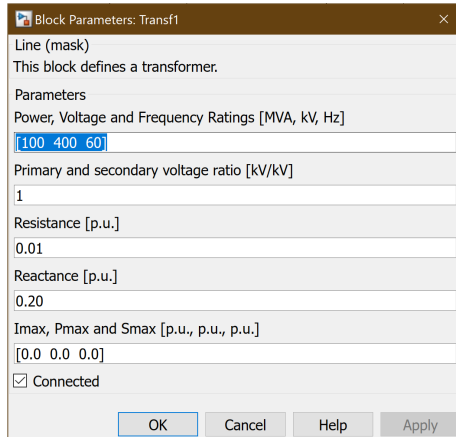 Block Parameters: Transf1
Line (mask)
This block defines a transformer.
Parameters
Power, Voltage and Frequency Ratings [MVA, kV, Hz]
[100  400  60]
Primary and secondary voltage ratio [kV/kV]
1
Resistance [p.u.]
0.01
Reactance [p.u.]
0.20
Imax, Pmax and Smax [p.u., p.u., p.u.]
[0.0  0.0  0.0]
Connected
OK Cancel Help Apply